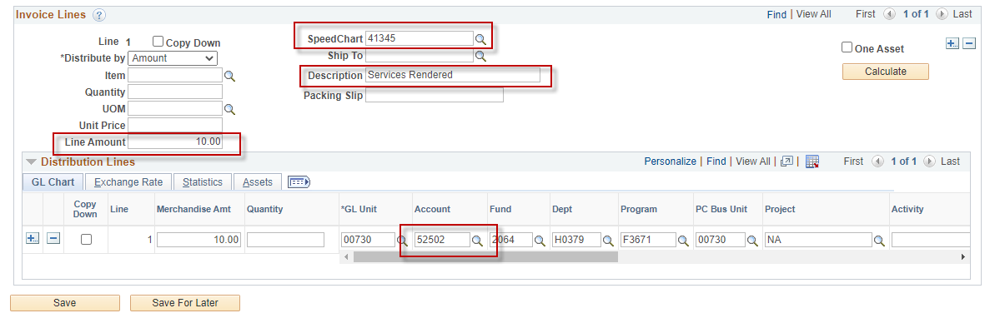 Invoice Lines ? Find | View All First 1 of 1 Last
Line 1 Copy Down SpeedChart 41345
*Distribute by Amount Ship To One Asset
Item Description Services Rendered Calculate
Quantity Packing Slip
UOM
Unit Price
Line Amount 10.00
Distribution Lines Personalize | Find | View All | First 1 of 1 Last
GL Chart Exchange Rate Statistics Assets
Copy Down Line Merchandise Amt Quantity *GL Unit Account Fund Dept Program PC Bus Unit Project Activity
1 10.00 00730 52502 2064 H0379 F3671 00730 NA
Save Save For Later